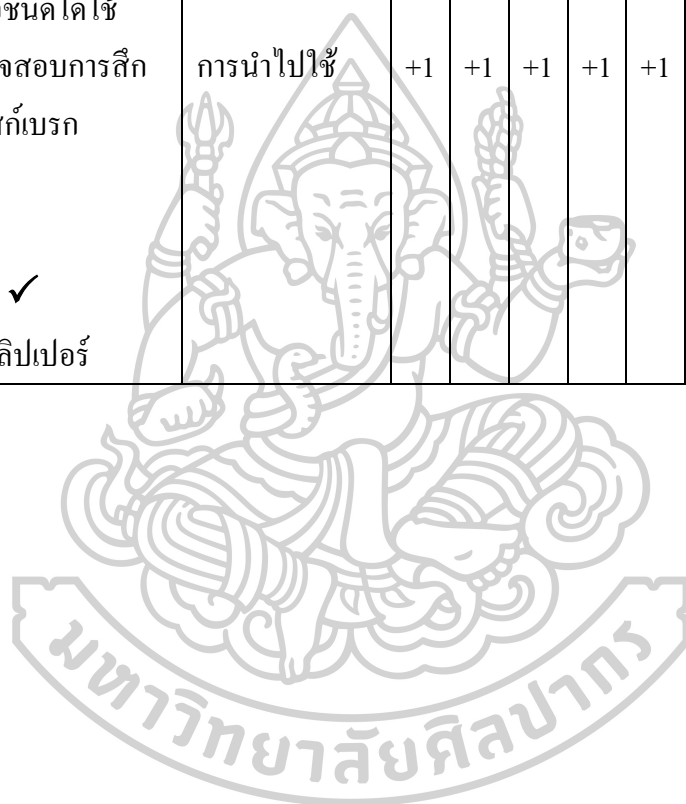 ชนิดใดใช้
จสอบการสึก การนำไปใช้ +1 +1 +1 +1 +1
ก์เบรก
✓
ลิปเปอร์
มหาวิทยาลัยศิลปากร